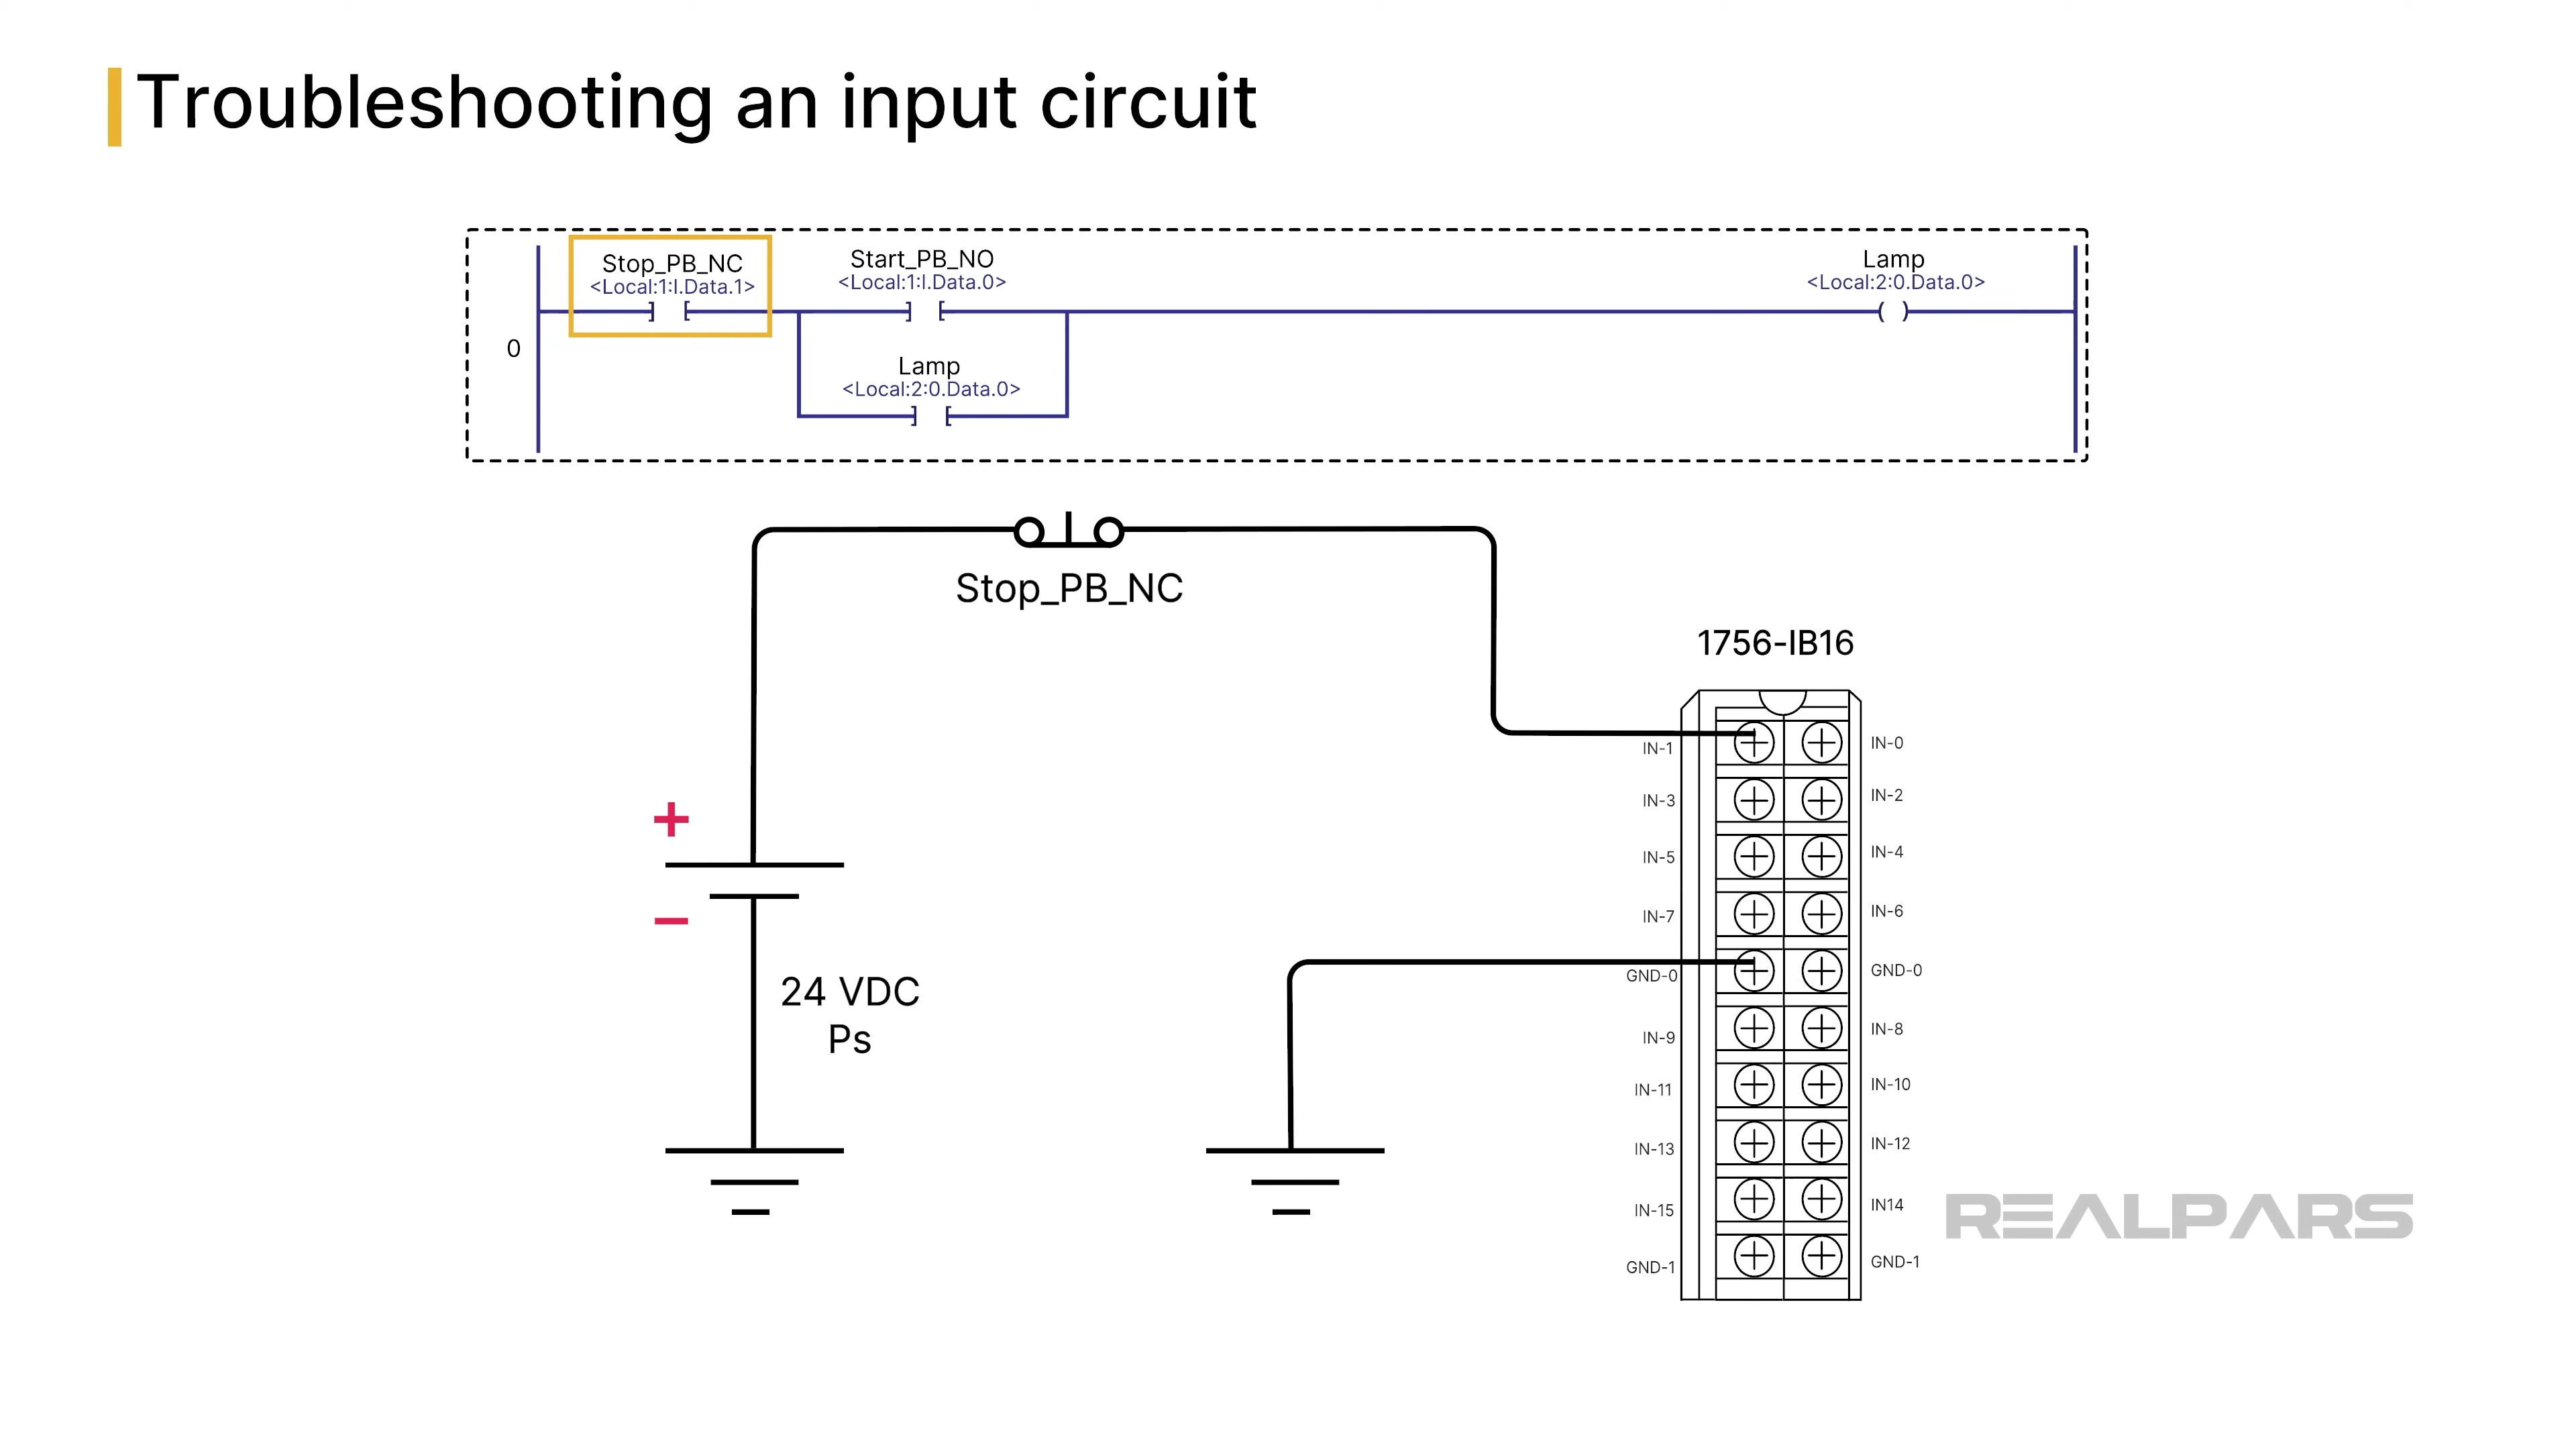 Troubleshooting an input circuit
Stop_PB_NC
<Local:1:I.Data.1>
Start_PB_NO
<Local:1:I.Data.0>
Lamp
<Local:2:0.Data.0>
0
Lamp
<Local:2:0.Data.0>
Stop_PB_NC
1756-IB16
IN-1
IN-0
IN-3
IN-2
IN-5
IN-4
IN-7
IN-6
GND-0
GND-0
IN-9
IN-8
IN-11
IN-10
IN-13
IN-12
IN-15
IN14
GND-1
GND-1
+
−
24 VDC
Ps
REALPARS